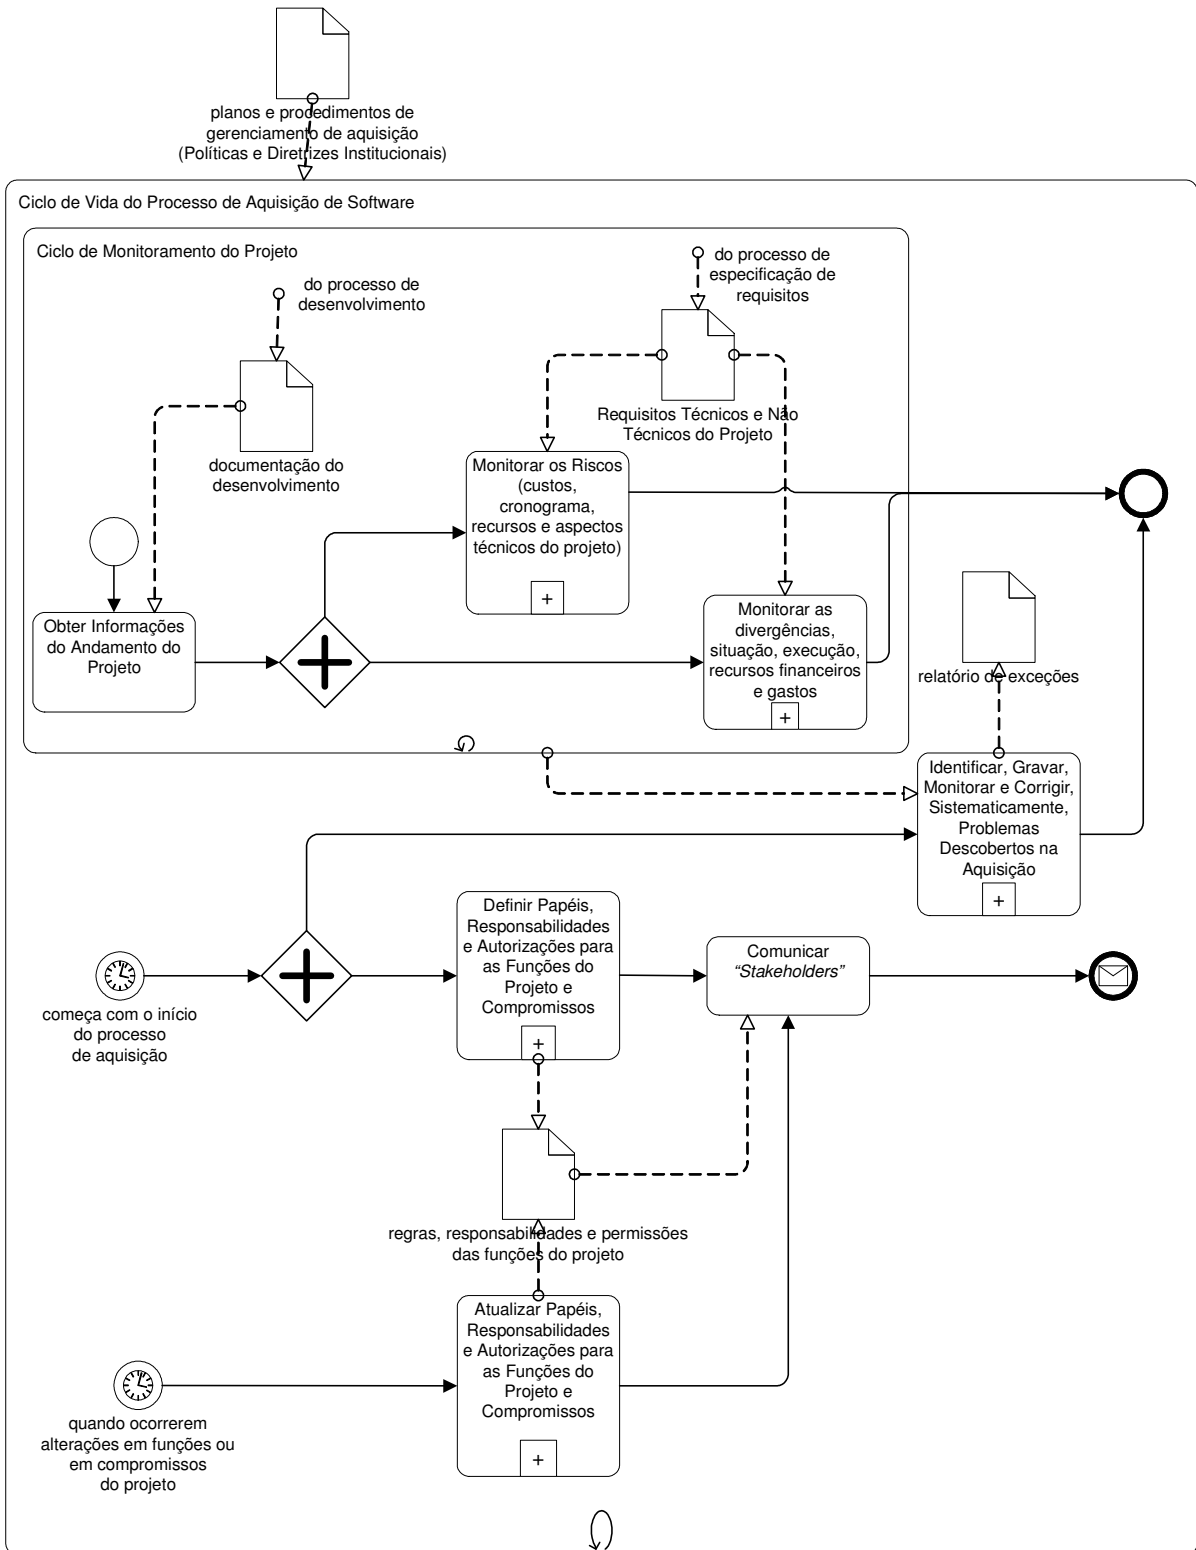 planos e procedimentos de
gerenciamento de aquisição
(Políticas e Diretrizes Institucionais)
Ciclo de Vida do Processo de Aquisição de Software
Ciclo de Monitoramento do Projeto
do processo de
desenvolvimento
do processo de
especificação de
requisitos
documentação do
desenvolvimento
Requisitos Técnicos e Não
Técnicos do Projeto
Monitorar os Riscos
(custos,
cronograma,
recursos e aspectos
técnicos do projeto)
+
Obter Informações
do Andamento do
Projeto
Monitorar as
divergências,
situação, execução,
recursos financeiros
e gastos
+
relatório de exceções
Identificar, Gravar,
Monitorar e Corrigir,
Sistematicamente,
Problemas
Descobertos na
Aquisição
+
começa com o início
do processo
de aquisição
Definir Papéis,
Responsabilidades
e Autorizações para
as Funções do
Projeto e
Compromissos
+
Comunicar
“Stakeholders”
regras, responsabilidades e permissões
das funções do projeto
Atualizar Papéis,
Responsabilidades
e Autorizações para
as Funções do
Projeto e
Compromissos
+
quando ocorrerem
alterações em funções ou
em compromissos
do projeto